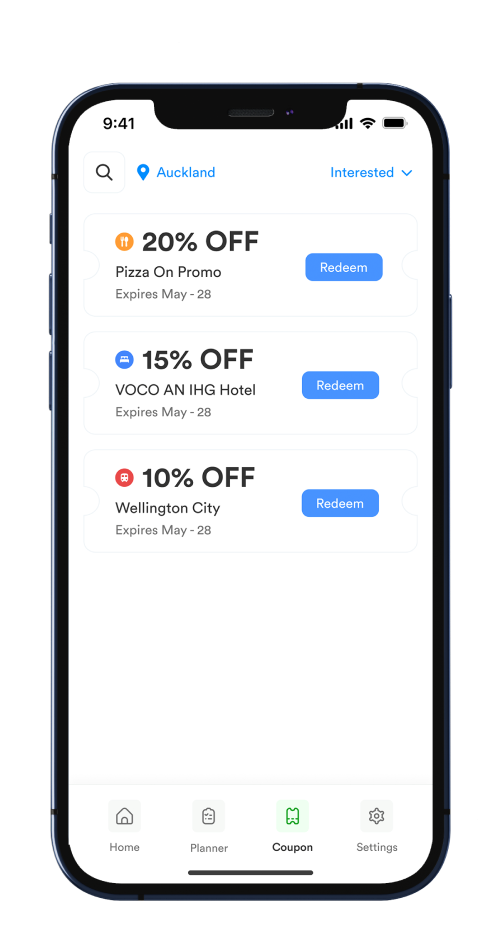 9:41
Auckland
Interested
20% OFF
Pizza On Promo
Expires May - 28
Redeem
15% OFF
VOCO AN IHG Hotel
Expires May - 28
Redeem
10% OFF
Wellington City
Expires May - 28
Redeem
Home
Planner
Coupon
Settings